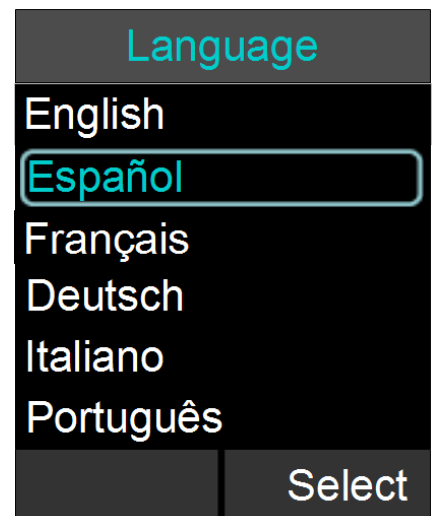 Language
English
Español
Français
Deutsch
Italiano
Português
Select